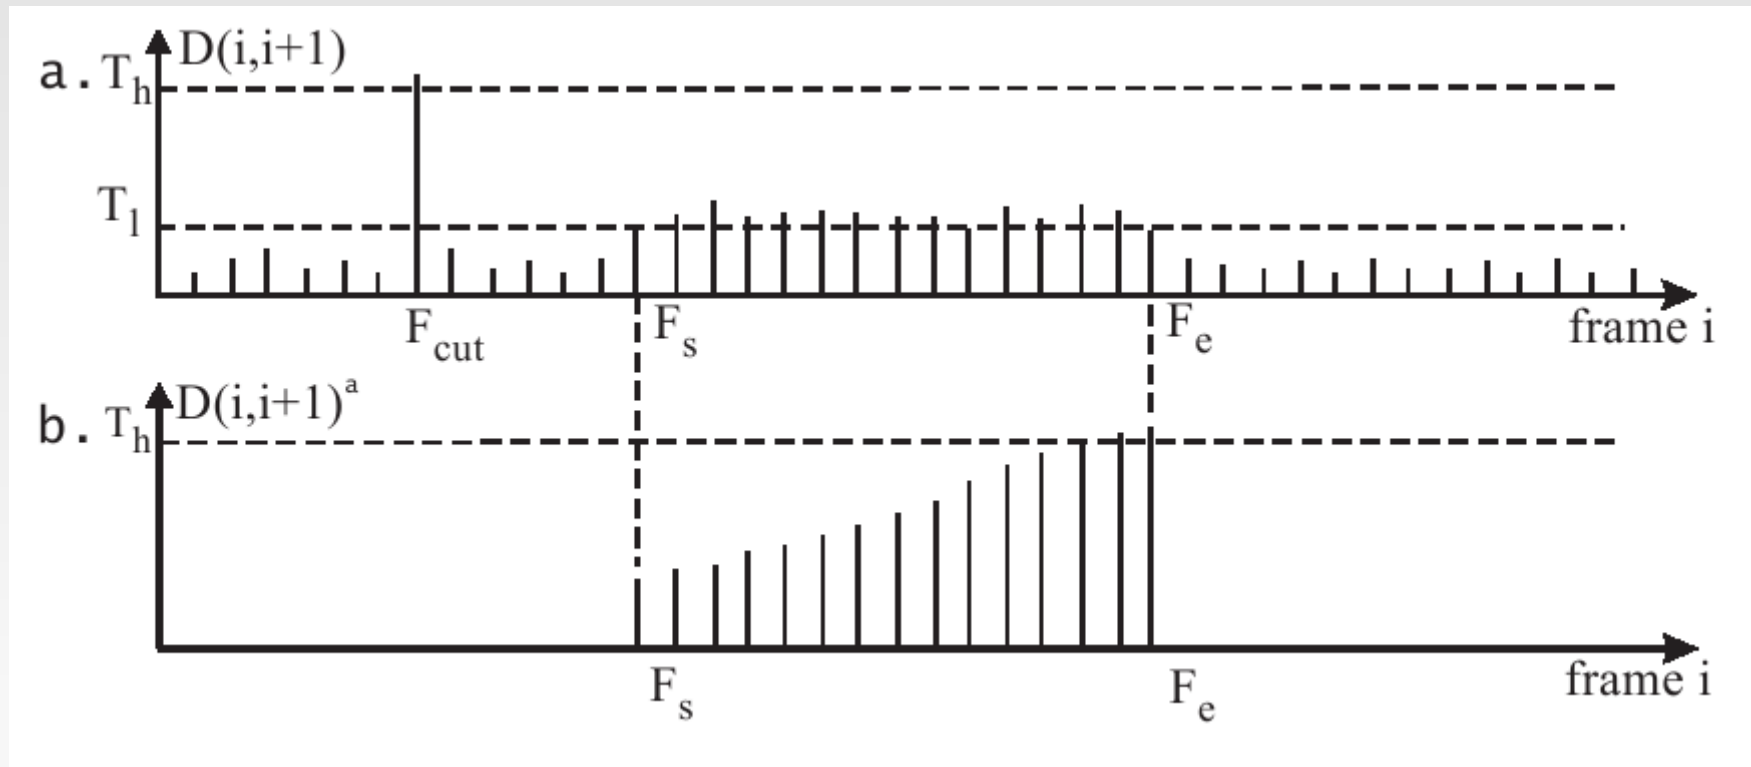 D(i,i+1)
a. T_h
T_l
F_cut F_s F_e frame i
D(i,i+1)^a
b. T_h
F_s F_e frame i